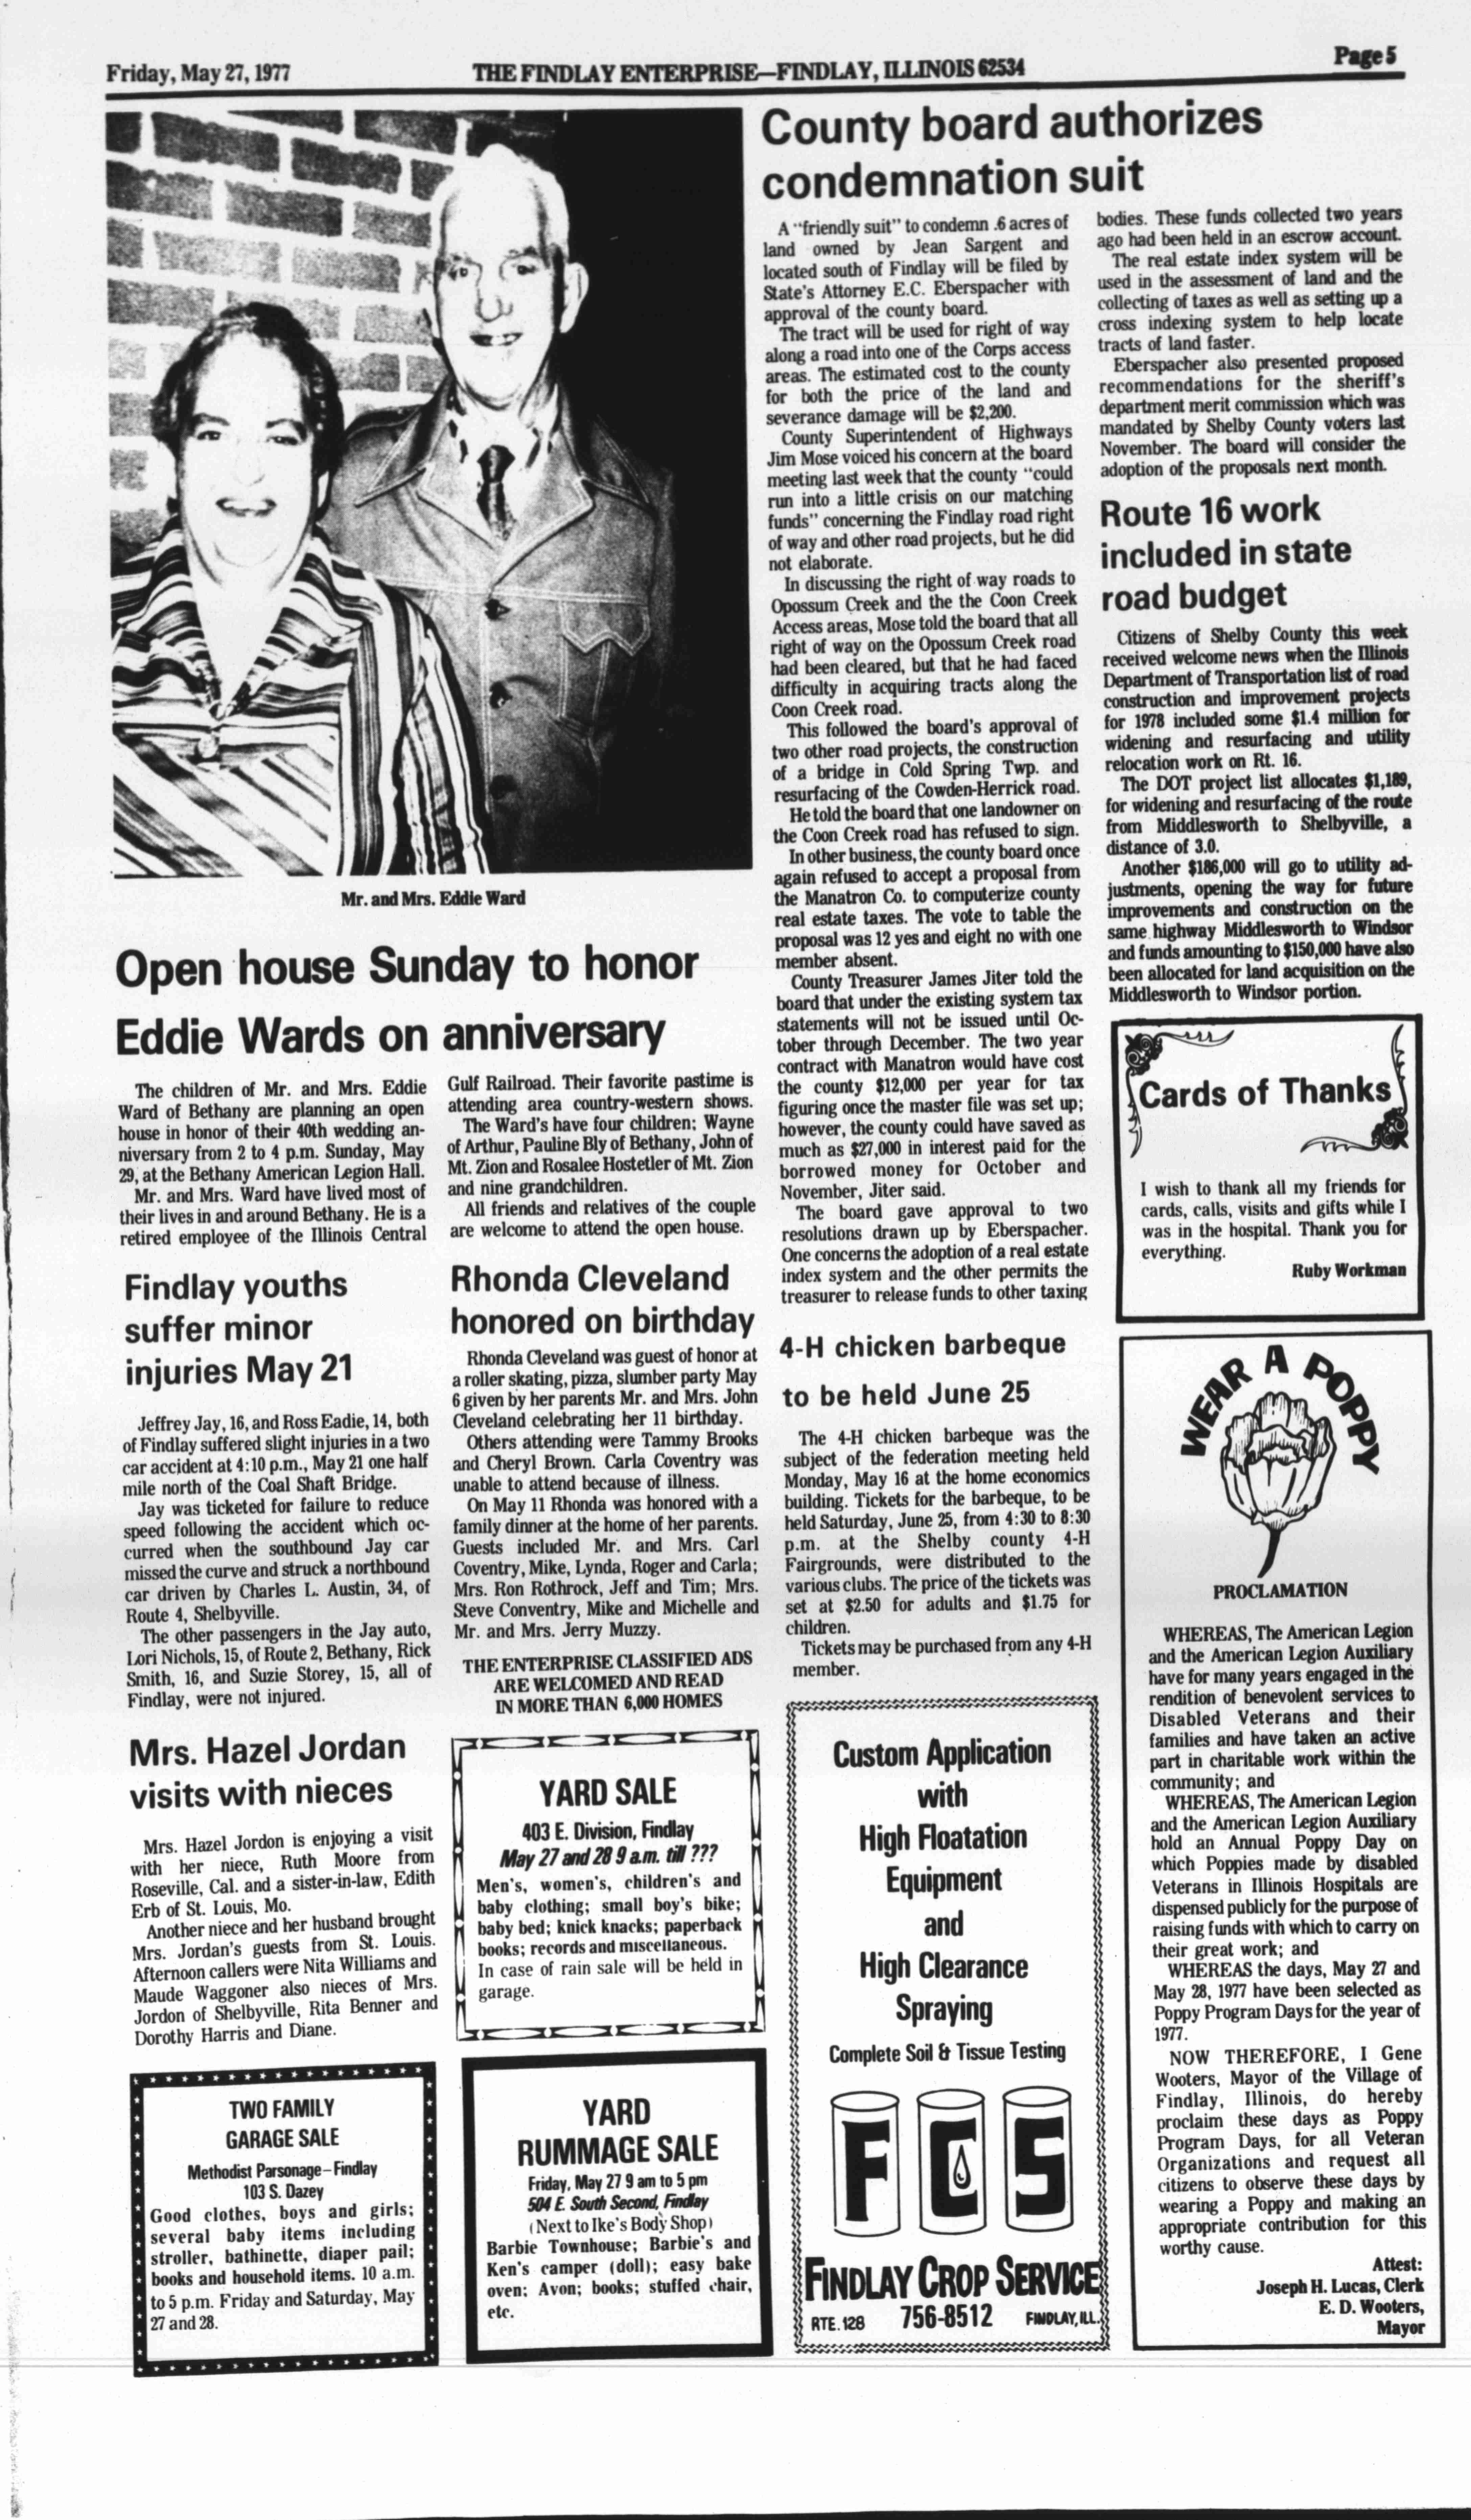 Friday, May 27, 1977
THE FINDLAY ENTERPRISE—FINDLAY, ILLINOIS 62534
Page 5
Mr. and Mrs. Eddie Ward
Open house Sunday to honor
Eddie Wards on anniversary
The children of Mr. and Mrs. Eddie
Ward of Bethany are planning an open
house in honor of their 40th wedding an-
niversary from 2 to 4 p.m. Sunday, May
29, at the Bethany American Legion Hall.
Mr. and Mrs. Ward have lived most of
their lives in and around Bethany. He is a
retired employee of the Illinois Central
Gulf Railroad. Their favorite pastime is
attending area country-western shows.
The Ward's have four children: Wayne
of Arthur, Pauline Bly of Bethany, John of
Mt. Zion and Rosalee Hostetler of Mt. Zion
and nine grandchildren.
All friends and relatives of the couple
are welcome to attend the open house.
Findlay youths
suffer minor
injuries May 21
Jeffrey Jay, 16, and Ross Eadie, 14, both
of Findlay suffered slight injuries in a two
car accident at 4:10 p.m., May 21 one half
mile north of the Coal Shaft Bridge.
Jay was ticketed for failure to reduce
speed following the accident which oc-
curred when the southbound Jay car
missed the curve and struck a northbound
car driven by Charles L. Austin, 34, of
Route 4, Shelbyville.
The other passengers in the Jay auto,
Lori Nichols, 15, of Route 2, Bethany, Rick
Smith, 16, and Suzie Storey, 15, all of
Findlay, were not injured.
Mrs. Hazel Jordan
visits with nieces
Mrs. Hazel Jordon is enjoying a visit
with her niece, Ruth Moore from
Roseville, Cal. and a sister-in-law, Edith
Erb of St. Louis, Mo.
Another niece and her husband brought
Mrs. Jordan's guests from St. Louis.
Afternoon callers were Nita Williams and
Maude Waggoner also nieces of Mrs.
Jordon of Shelbyville, Rita Benner and
Dorothy Harris and Diane.
TWO FAMILY
GARAGE SALE
Methodist Parsonage-Findlay
103 S. Dazey
Good clothes, boys and girls;
several baby items including
stroller, bathinette, diaper pail;
books and household items. 10 a.m.
to 5 p.m. Friday and Saturday, May
27 and 28.
Rhonda Cleveland
honored on birthday
Rhonda Cleveland was guest of honor at
a roller skating, pizza, slumber party May
6 given by her parents Mr. and Mrs. John
Cleveland celebrating her 11 birthday.
Others attending were Tammy Brooks
and Cheryl Brown. Carla Coventry was
unable to attend because of illness.
On May 11 Rhonda was honored with a
family dinner at the home of her parents.
Guests included Mr. and Mrs. Carl
Coventry, Mike, Lynda, Roger and Carla;
Mrs. Ron Rothrock, Jeff and Tim; Mrs.
Steve Conventry, Mike and Michelle and
Mr. and Mrs. Jerry Muzzy.
THE ENTERPRISE CLASSIFIED ADS
ARE WELCOMED AND READ
IN MORE THAN 6,000 HOMES
YARD SALE
403 E. Division, Findlay
May 27 and 28 9 a.m. till ???
Men's, women's, children's and
baby clothing; small boy's bike;
baby bed; knick knacks; paperback
books; records and miscellaneous.
In case of rain sale will be held in
garage.
YARD
RUMMAGE SALE
Friday, May 27 9 am to 5 pm
504 E. South Second, Findlay
(Next to Ike's Body Shop)
Barbie Townhouse; Barbie's and
Ken's camper (doll); easy bake
oven; Avon; books; stuffed chair,
etc.
County board authorizes
condemnation suit
A "friendly suit" to condemn .6 acres of
land owned by Jean Sargent and
located south of Findlay will be filed by
State's Attorney E.C. Eberspacher with
approval of the county board.
The tract will be used for right of way
along a road into one of the Corps access
areas. The estimated cost to the county
for both the price of the land and
severance damage will be $2,200.
County Superintendent of Highways
Jim Mose voiced his concern at the board
meeting last week that the county "could
run into a little crisis on our matching
funds" concerning the Findlay road right
of way and other road projects, but he did
not elaborate.
In discussing the right of way roads to
Opossum Creek and the the Coon Creek
Access areas, Mose told the board that all
right of way on the Opossum Creek road
had been cleared, but that he had faced
difficulty in acquiring tracts along the
Coon Creek road.
This followed the board's approval of
two other road projects, the construction
of a bridge in Cold Spring Twp. and
resurfacing of the Cowden-Herrick road.
He told the board that one landowner on
the Coon Creek road has refused to sign.
In other business, the county board once
again refused to accept a proposal from
the Manatron Co. to computerize county
real estate taxes. The vote to table the
proposal was 12 yes and eight no with one
member absent.
County Treasurer James Jiter told the
board that under the existing system tax
statements will not be issued until Oc-
tober through December. The two year
contract with Manatron would have cost
the county $12,000 per year for tax
figuring once the master file was set up;
however, the county could have saved as
much as $27,000 in interest paid for the
borrowed money for October and
November, Jiter said.
The board gave approval to two
resolutions drawn up by Eberspacher.
One concerns the adoption of a real estate
index system and the other permits the
treasurer to release funds to other taxing
bodies. These funds collected two years
ago had been held in an escrow account.
The real estate index system will be
used in the assessment of land and the
collecting of taxes as well as setting up a
cross indexing system to help locate
tracts of land faster.
Eberspacher also presented proposed
recommendations for the sheriff's
department merit commission which was
mandated by Shelby County voters last
November. The board will consider the
adoption of the proposals next month.
4-H chicken barbeque
to be held June 25
The 4-H chicken barbeque was the
subject of the federation meeting held
Monday, May 16 at the home economics
building. Tickets for the barbeque, to be
held Saturday, June 25, from 4:30 to 8:30
p.m. at the Shelby county 4-H
Fairgrounds, were distributed to the
various clubs. The price of the tickets was
set at $2.50 for adults and $1.75 for
children.
Tickets may be purchased from any 4-H
member.
Custom Application
with
High Floatation
Equipment
and
High Clearance
Spraying
Complete Soil & Tissue Testing
FCS
FINDLAY CROP SERVICE
RTE. 128 756-8512 FINDLAY, ILL.
Route 16 work
included in state
road budget
Citizens of Shelby County this week
received welcome news when the Illinois
Department of Transportation list of road
construction and improvement projects
for 1978 included some $1.4 million for
widening and resurfacing and utility
relocation work on Rt. 16.
The DOT project list allocates $1,189,
for widening and resurfacing of the route
from Middlesworth to Shelbyville, a
distance of 3.0.
Another $186,000 will go to utility ad-
justments, opening the way for future
improvements and construction on the
same highway Middlesworth to Windsor
and funds amounting to $150,000 have also
been allocated for land acquisition on the
Middlesworth to Windsor portion.
Cards of Thanks
I wish to thank all my friends for
cards, calls, visits and gifts while I
was in the hospital. Thank you for
everything.
Ruby Workman
WEAR A POPPY
PROCLAMATION
WHEREAS, The American Legion
and the American Legion Auxiliary
have for many years engaged in the
rendition of benevolent services to
Disabled Veterans and their
families and have taken an active
part in charitable work within the
community; and
WHEREAS, The American Legion
and the American Legion Auxiliary
hold an Annual Poppy Day on
which Poppies made by disabled
Veterans in Illinois Hospitals are
dispensed publicly for the purpose of
raising funds with which to carry on
their great work; and
WHEREAS the days, May 27 and
May 28, 1977 have been selected as
Poppy Program Days for the year of
1977.
NOW THEREFORE, I Gene
Wooters, Mayor of the Village of
Findlay, Illinois, do hereby
proclaim these days as Poppy
Program Days, for all Veteran
Organizations and request all
citizens to observe these days by
wearing a Poppy and making an
appropriate contribution for this
worthy cause.
Attest:
Joseph H. Lucas, Clerk
E. D. Wooters,
Mayor